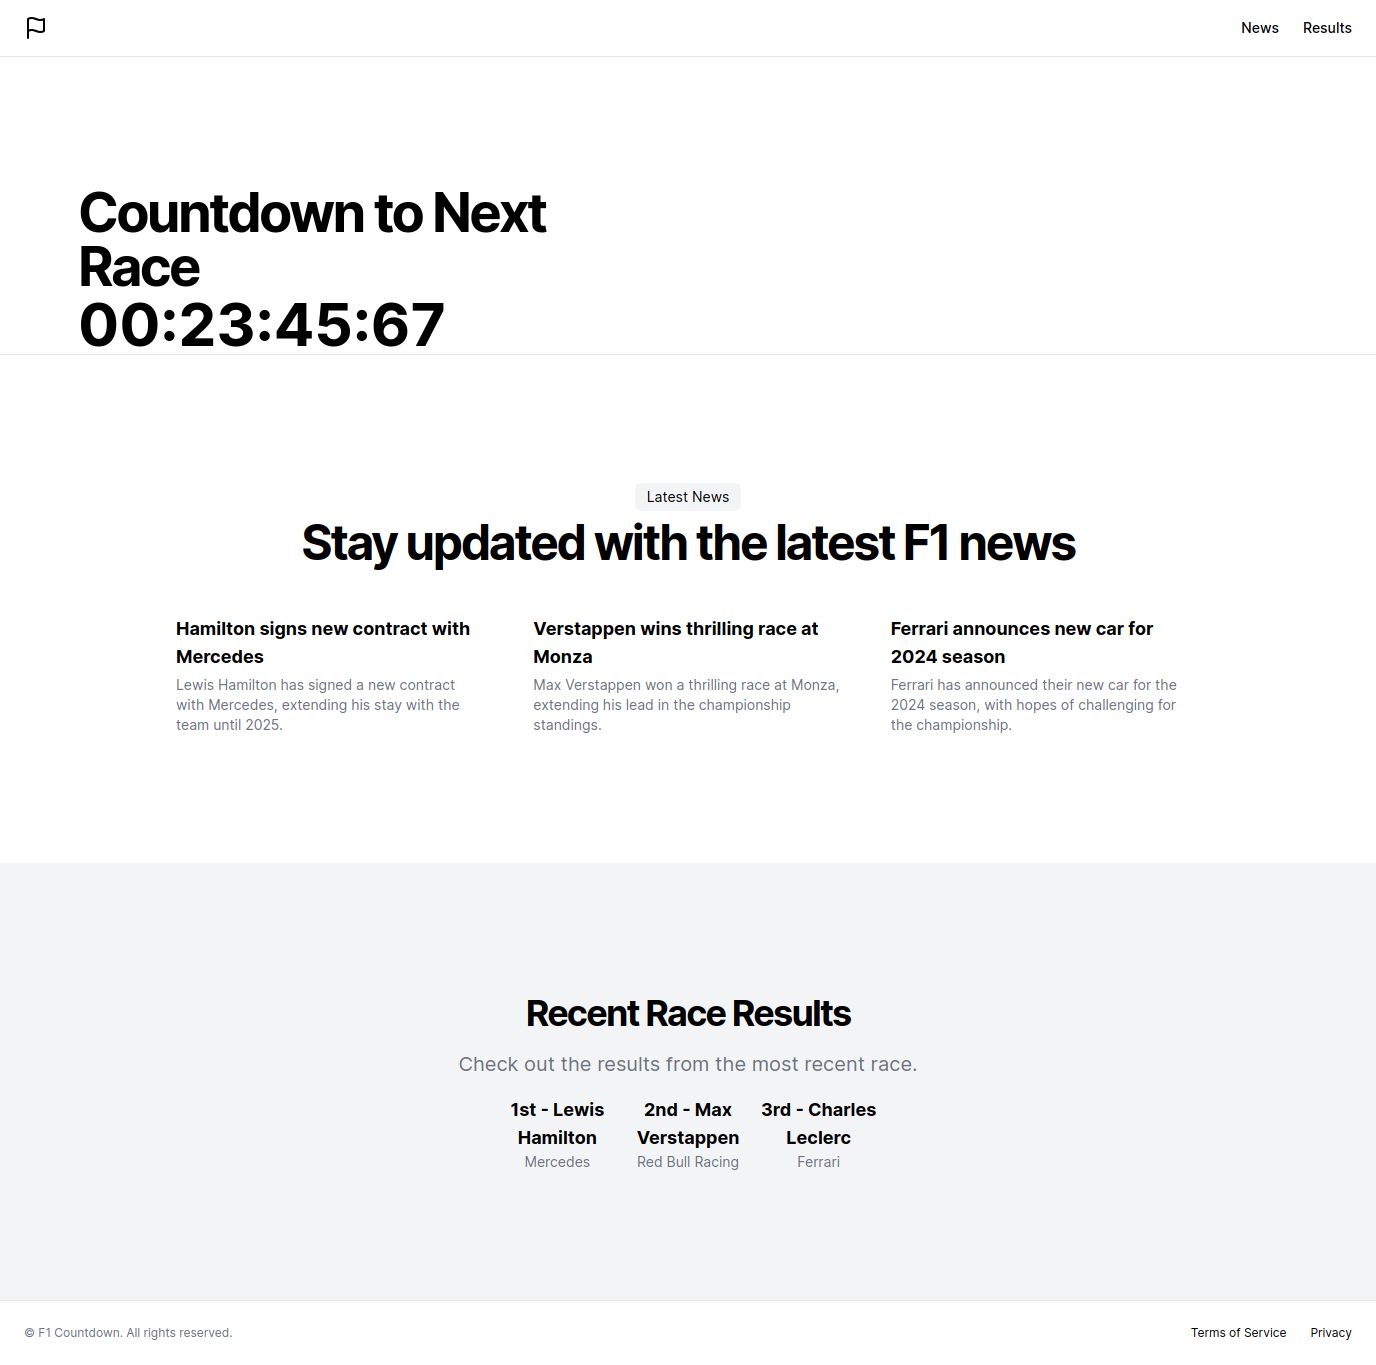 News
Results
Countdown to Next
Race
00:23:45:67
Latest News
Stay updated with the latest F1 news
Hamilton signs new contract with
Mercedes
Lewis Hamilton has signed a new contract
with Mercedes, extending his stay with the
team until 2025.
Verstappen wins thrilling race at
Monza
Max Verstappen won a thrilling race at Monza,
extending his lead in the championship
standings.
Ferrari announces new car for
2024 season
Ferrari has announced their new car for the
2024 season, with hopes of challenging for
the championship.
Recent Race Results
Check out the results from the most recent race.
1st - Lewis
Hamilton
Mercedes
2nd - Max
Verstappen
Red Bull Racing
3rd - Charles
Leclerc
Ferrari
© F1 Countdown. All rights reserved.
Terms of Service
Privacy